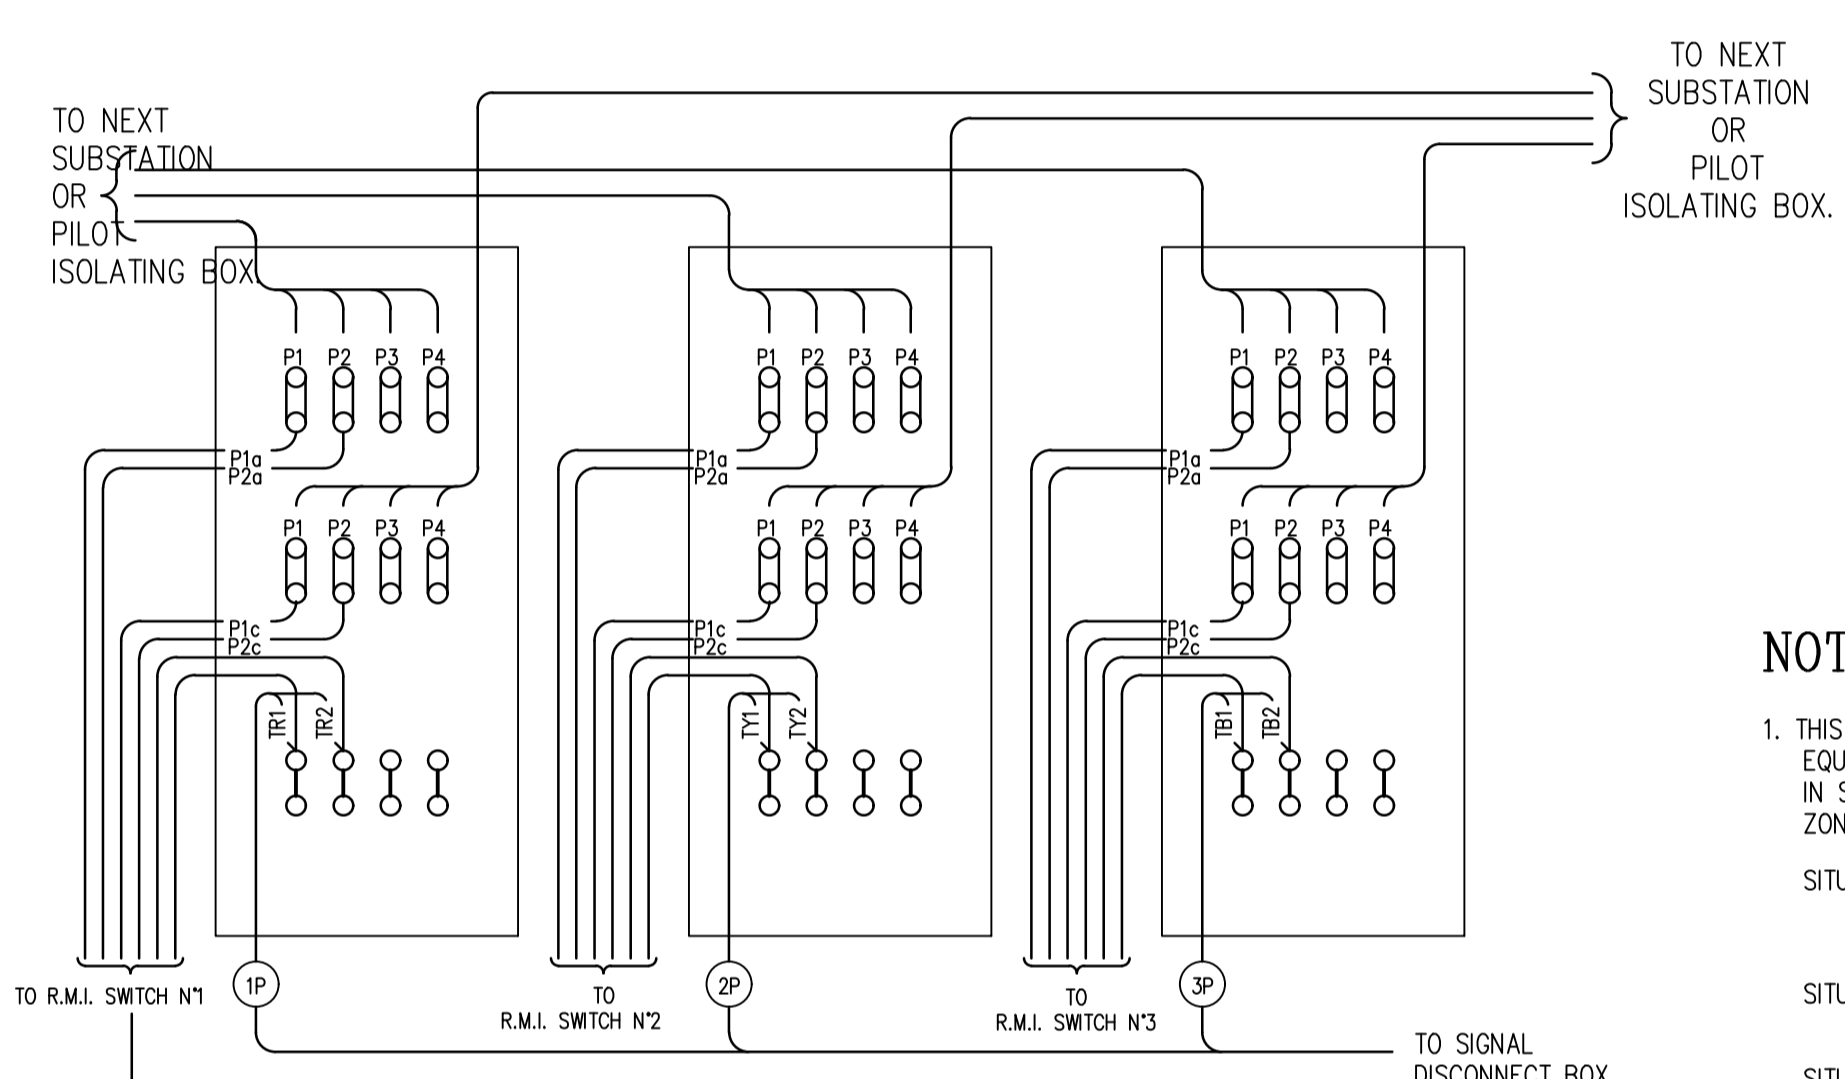 TO NEXT
SUBSTATION
OR
PILOT
ISOLATING BOX.
TO NEXT
SUBSTATION
OR
PILOT
ISOLATING BOX.
P1 P2 P3 P4
P1 P2 P3 P4
P1 P2 P3 P4
P1a
P2a
P1a
P2a
P1a
P2a
P1 P2 P3 P4
P1 P2 P3 P4
P1 P2 P3 P4
P1c
P2c
P1c
P2c
P1c
P2c
TR1 TR2
TY1 TY2
TB1 TB2
NOT
1. THIS
EQU
IN S
ZON
SITU
SITU
SITU
TO R.M.I. SWITCH N°1
1P
TO
R.M.I. SWITCH N°2
2P
TO
R.M.I. SWITCH N°3
3P
TO SIGNAL
DISCONNECT BOX